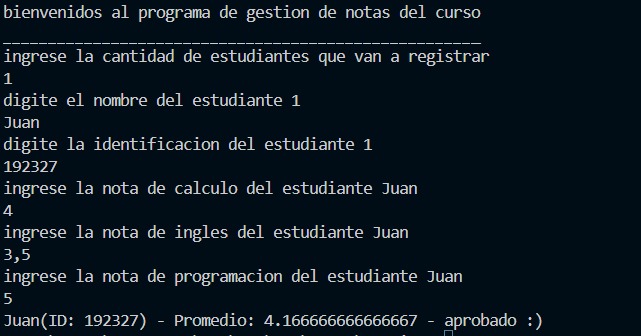 bienvenidos al programa de gestion de notas del curso
_____________________________________________________
ingrese la cantidad de estudiantes que van a registrar
1
digite el nombre del estudiante 1
Juan
digite la identificacion del estudiante 1
192327
ingrese la nota de calculo del estudiante Juan
4
ingrese la nota de ingles del estudiante Juan
3,5
ingrese la nota de programacion del estudiante Juan
5
Juan(ID: 192327) - Promedio: 4.166666666666667 - aprobado :)